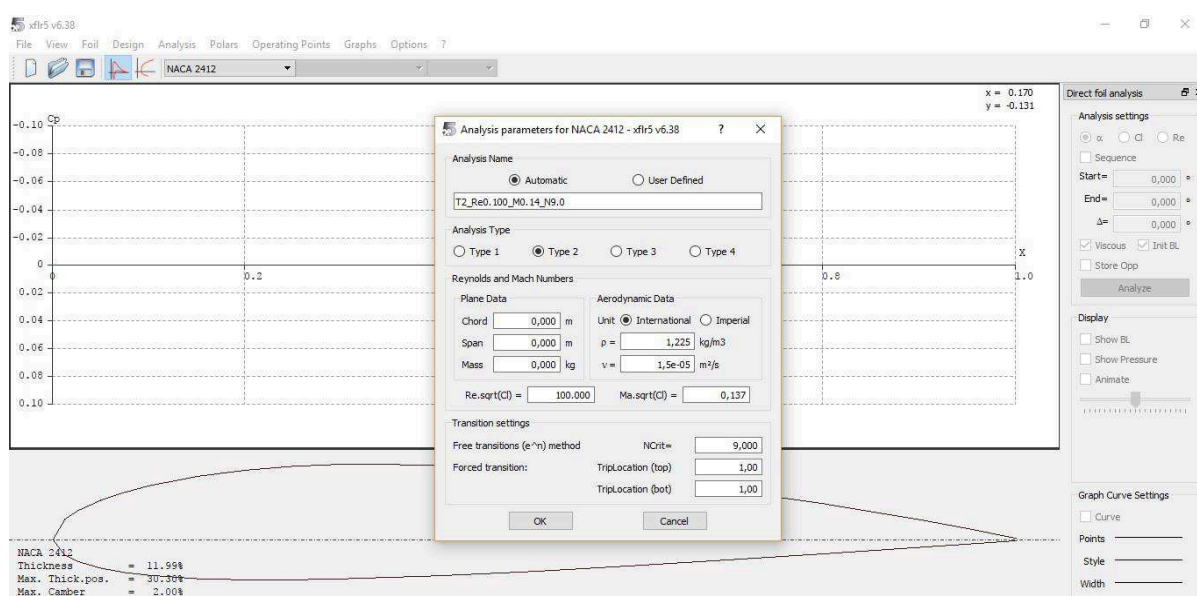 xflr5 v6.38
File View Foil Design Analysis Polars Operating Points Graphs Options ?
NACA 2412
x = 0.170
y = -0.131
Cp
-0.10
-0.08
-0.06
-0.04
-0.02
0
0.02
0.04
0.06
0.08
0.10
0
0.2
0.8
1.0
X
Analysis parameters for NACA 2412 - xflr5 v6.38 ?
Analysis Name
Automatic User Defined
T2_Re0.100_M0.14_N9.0
Analysis Type
Type 1 Type 2 Type 3 Type 4
Reynolds and Mach Numbers
Plane Data
Chord 0,000 m
Span 0,000 m
Mass 0,000 kg
Aerodynamic Data
Unit International Imperial
ρ = 1,225 kg/m3
ν = 1,5e-05 m²/s
Re.sqrt(Cl) = 100.000 Ma.sqrt(Cl) = 0,137
Transition settings
Free transitions (e^n) method NCrit= 9,000
Forced transition: TripLocation (top) 1,00
TripLocation (bot) 1,00
OK Cancel
Direct foil analysis
Analysis settings
α Cl Re
Sequence
Start= 0,000 °
End= 0,000 °
Δ= 0,000 °
Viscous Init BL
Store Opp
Analyze
Display
Show BL
Show Pressure
Animate
Graph Curve Settings
Curve
Points
Style
Width
NACA 2412
Thickness = 11.99%
Max. Thick.pos. = 30.30%
Max. Camber = 2.00%